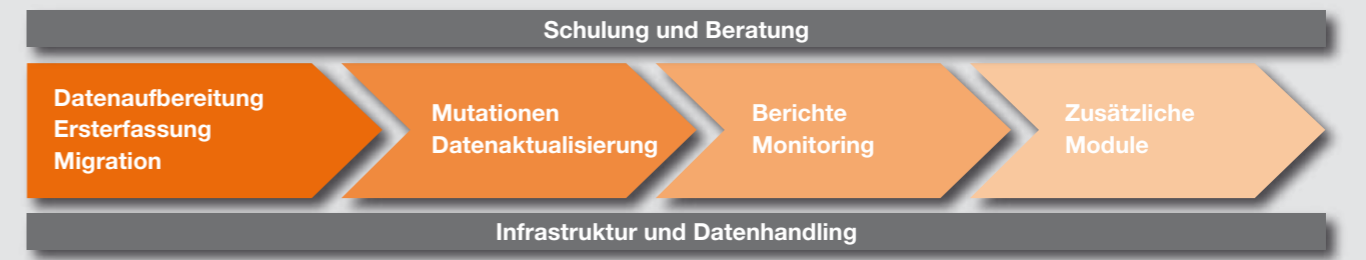 Schulung und Beratung
Datenaufbereitung
Ersterfassung
Migration
Mutationen
Datenaktualisierung
Berichte
Monitoring
Zusätzliche
Module
Infrastruktur und Datenhandling